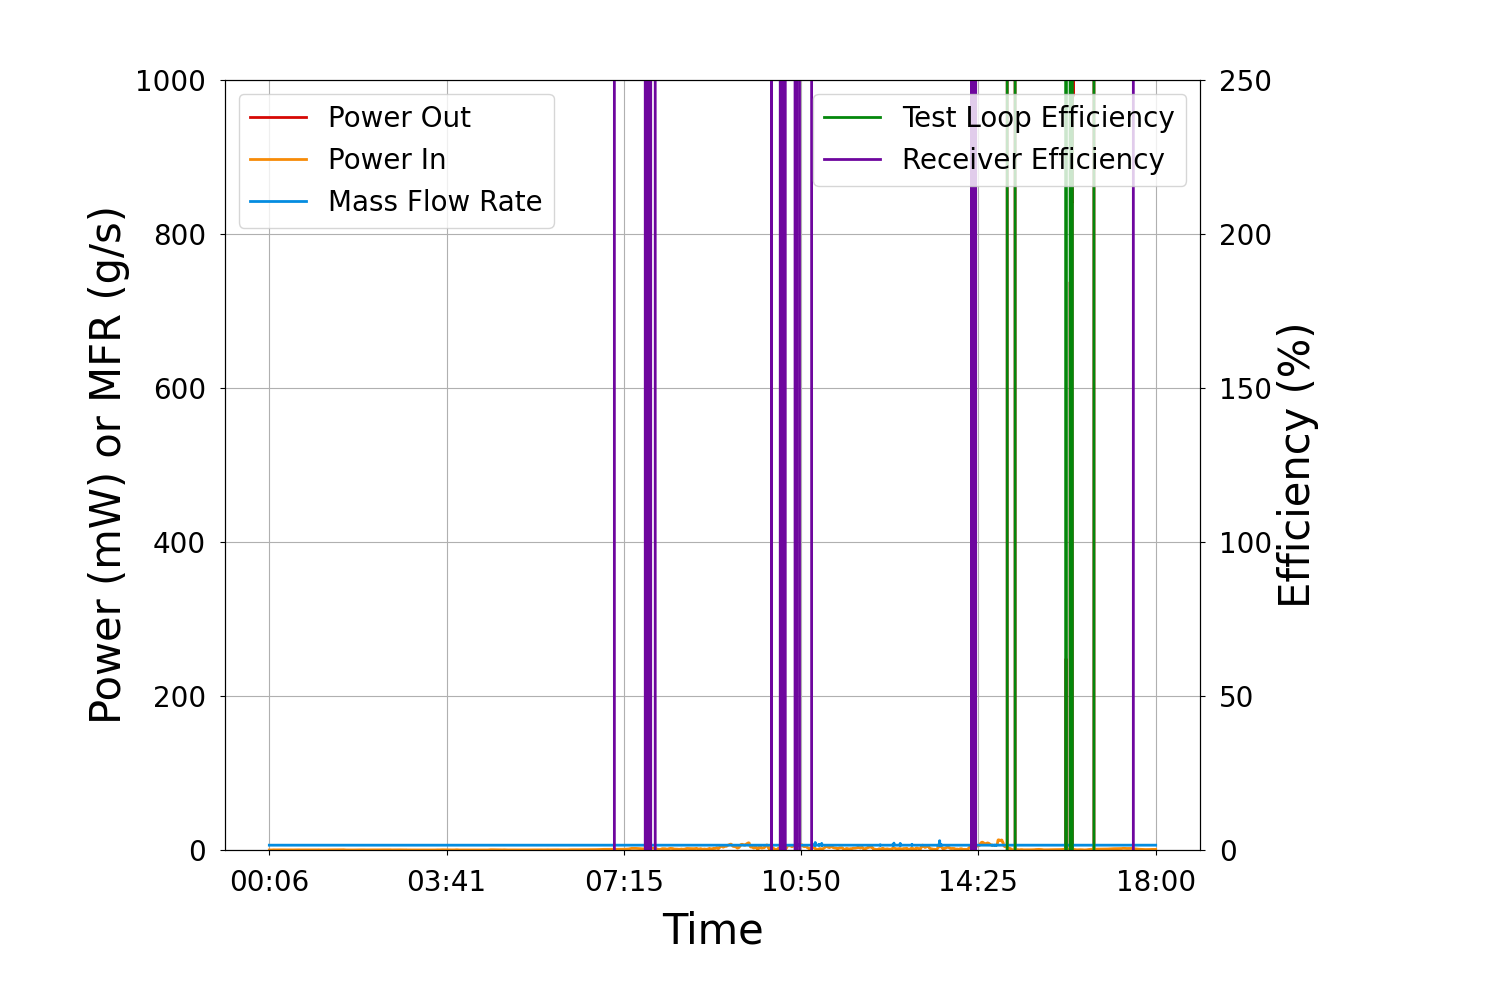 1000
800
600
400
200
0
Power (mW) or MFR (g/s)
Power Out
Power In
Mass Flow Rate
Test Loop Efficiency
Receiver Efficiency
250
200
150
100
50
0
Efficiency (%)
00:06 03:41 07:15 10:50 14:25 18:00
Time